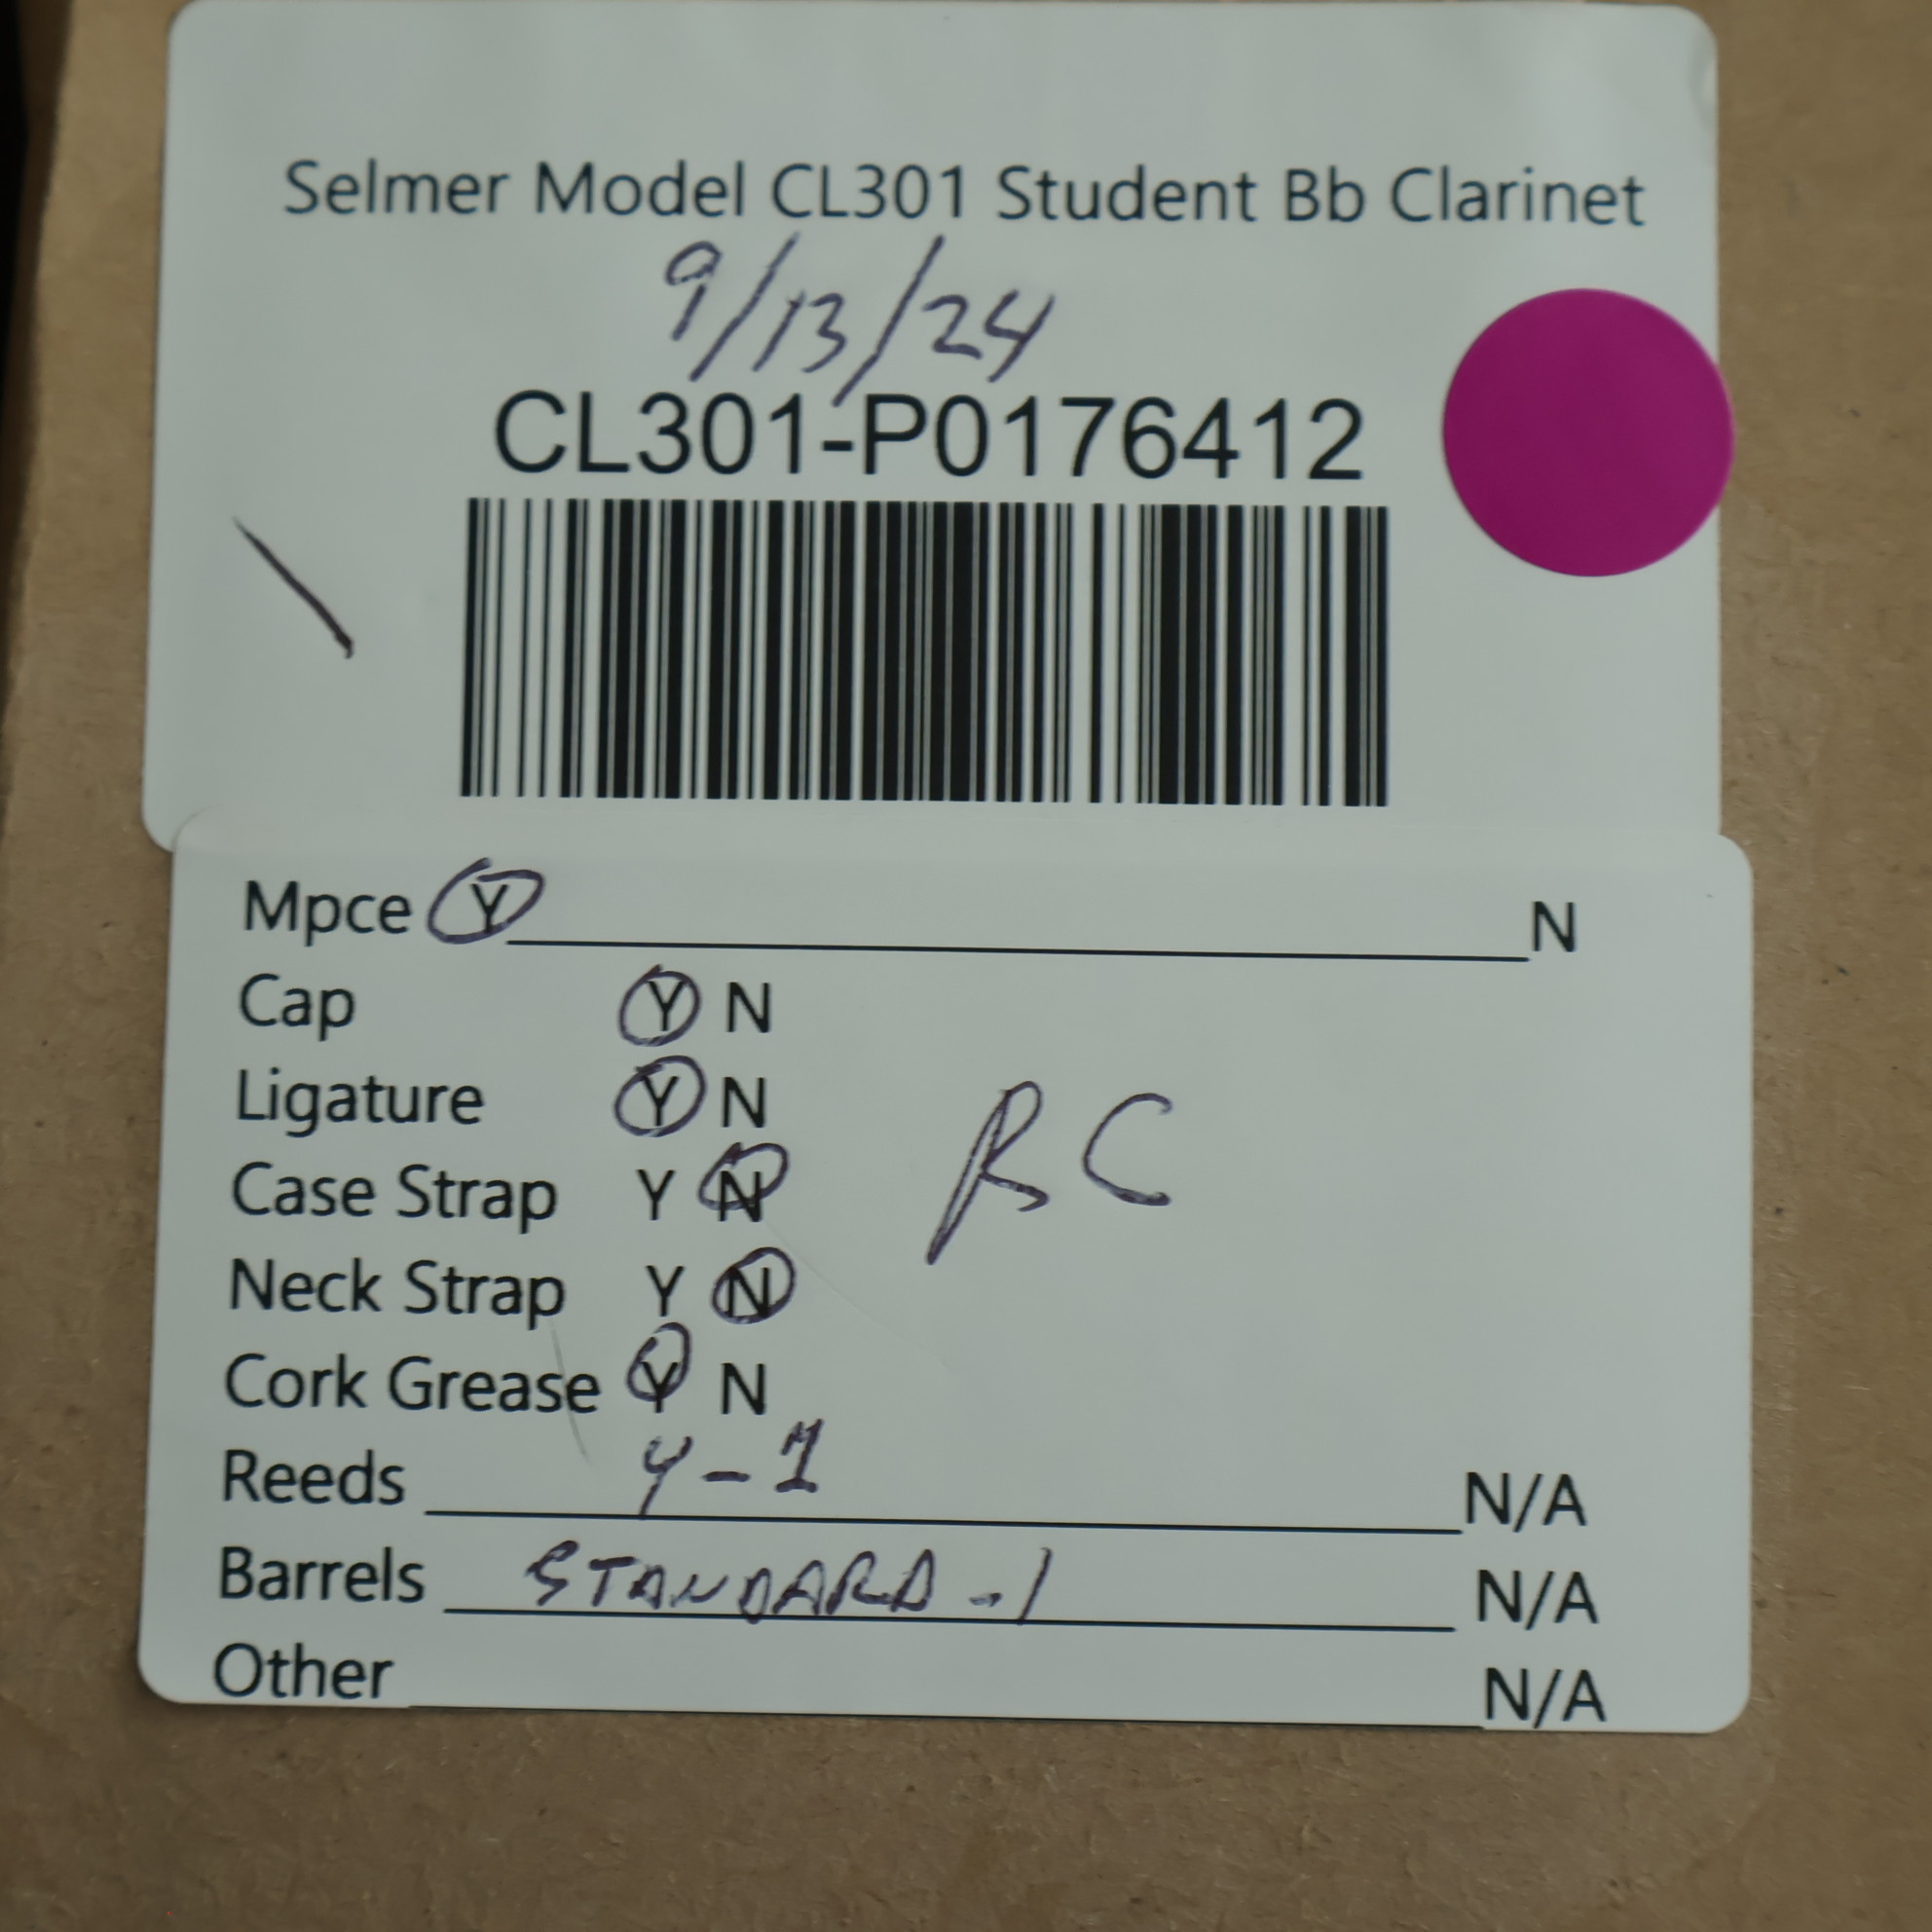 Selmer Model CL301 Student Bb Clarinet
9/13/24
CL301-P0176412
Mpce Y N
Cap Y N
Ligature Y N
RC
Case Strap Y N
Neck Strap Y N
Cork Grease Y N
Reeds Y-1 N/A
Barrels STANDARD-1 N/A
Other N/A